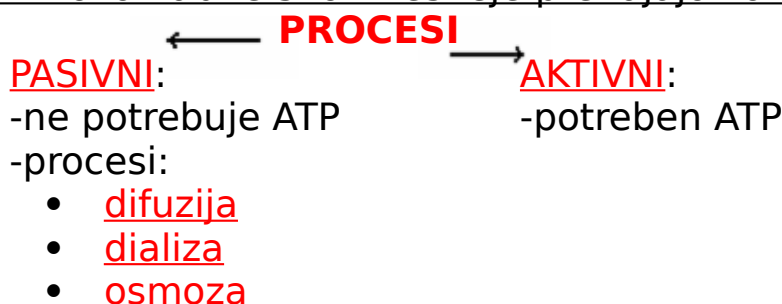 PROCESI
PASIVNI: AKTIVNI:
-ne potrebuje ATP -potreben ATP
-procesi:
• difuzija
• dializa
• osmoza